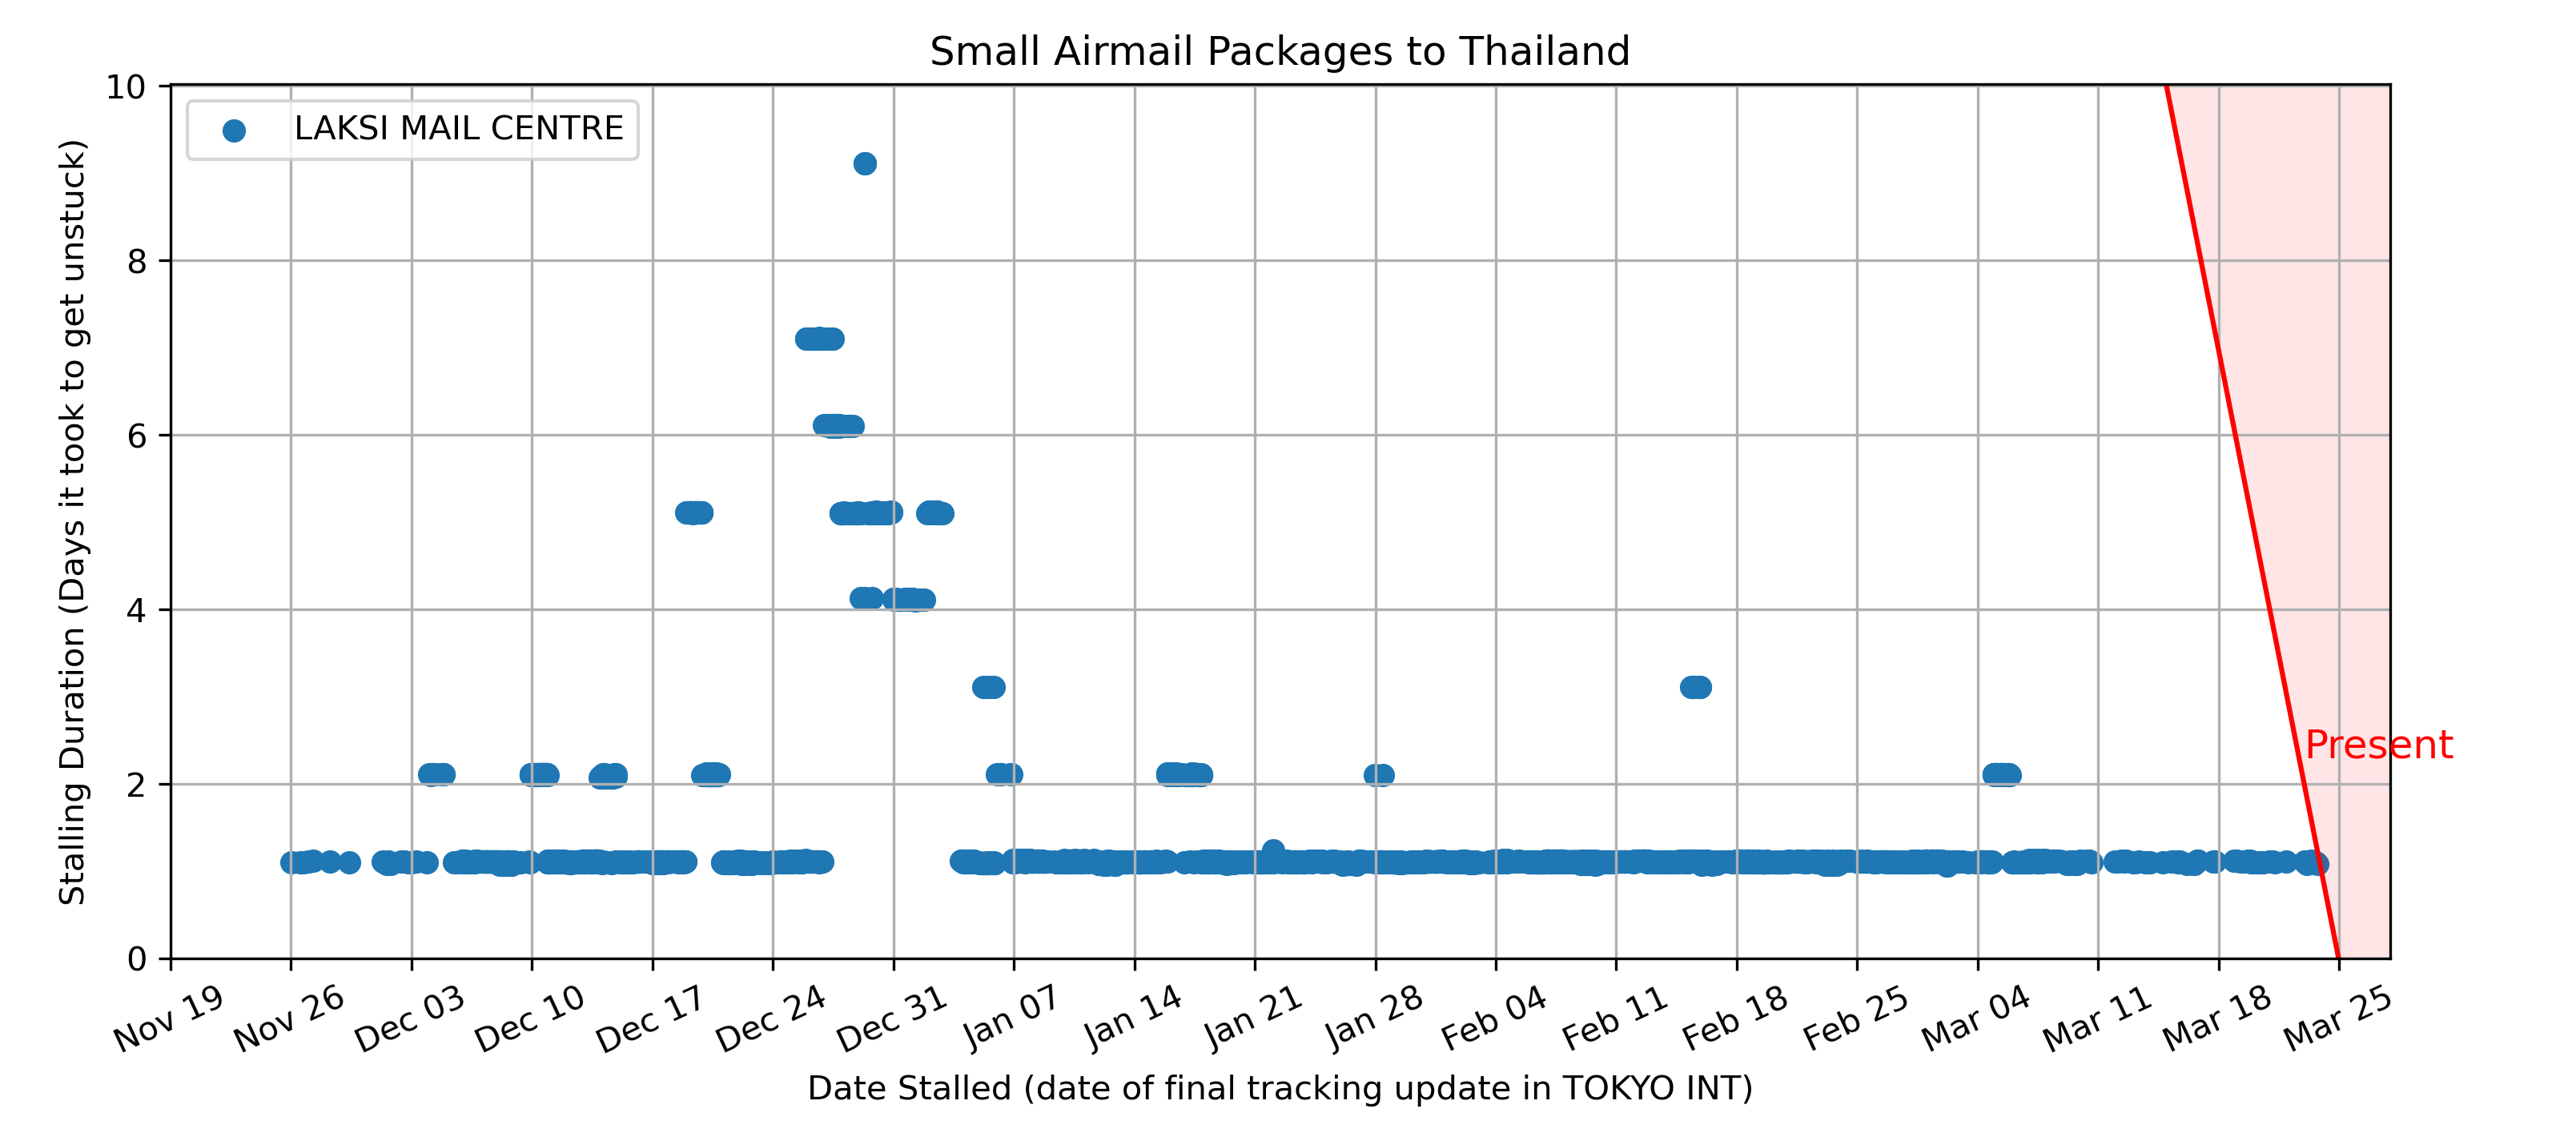 Small Airmail Packages to Thailand
LAKSI MAIL CENTRE
Stalling Duration (Days it took to get unstuck)
10
8
6
4
2
0
Present
Nov 19
Nov 26
Dec 03
Dec 10
Dec 17
Dec 24
Dec 31
Jan 07
Jan 14
Jan 21
Jan 28
Feb 04
Feb 11
Feb 18
Feb 25
Mar 04
Mar 11
Mar 18
Mar 25
Date Stalled (date of final tracking update in TOKYO INT)